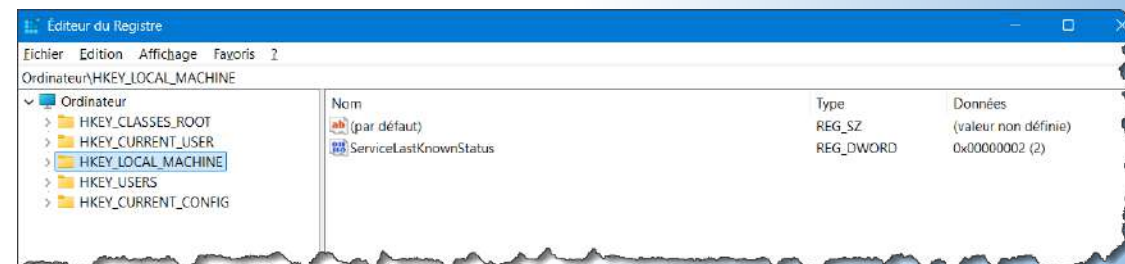 Éditeur du Registre
Fichier Edition Affichage Favoris ?
Ordinateur\HKEY_LOCAL_MACHINE
Ordinateur
HKEY_CLASSES_ROOT
HKEY_CURRENT_USER
HKEY_LOCAL_MACHINE
HKEY_USERS
HKEY_CURRENT_CONFIG
Nom Type Données
(par défaut) REG_SZ (valeur non définie)
ServiceLastKnownStatus REG_DWORD 0x00000002 (2)